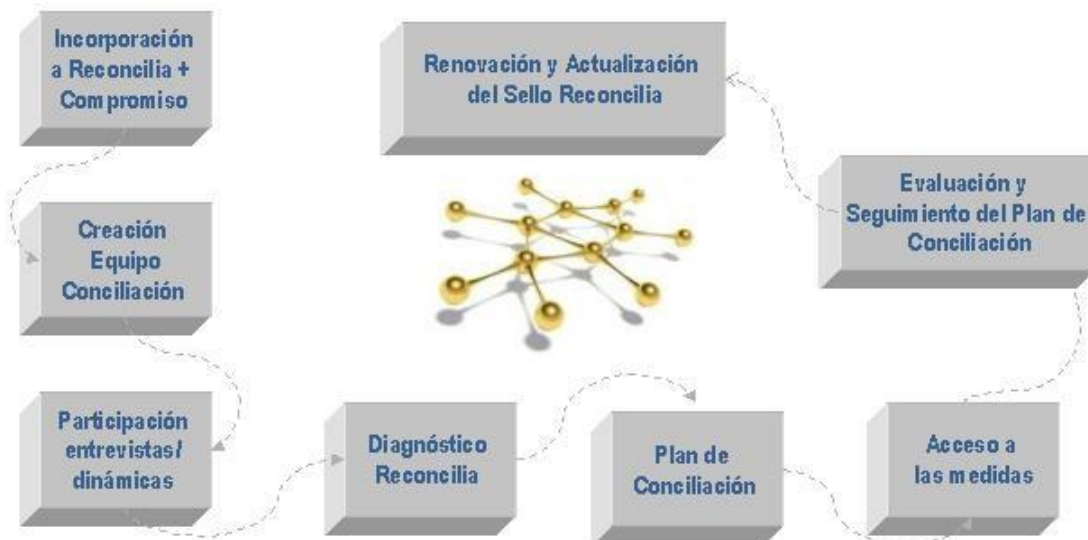 Incorporación
a Reconcilia +
Compromiso
Creación
Equipo
Conciliación
Participación
entrevistas/
dinámicas
Diagnóstico
Reconcilia
Plan de
Conciliación
Acceso a
las medidas
Evaluación y
Seguimiento del Plan de
Conciliación
Renovación y Actualización
del Sello Reconcilia